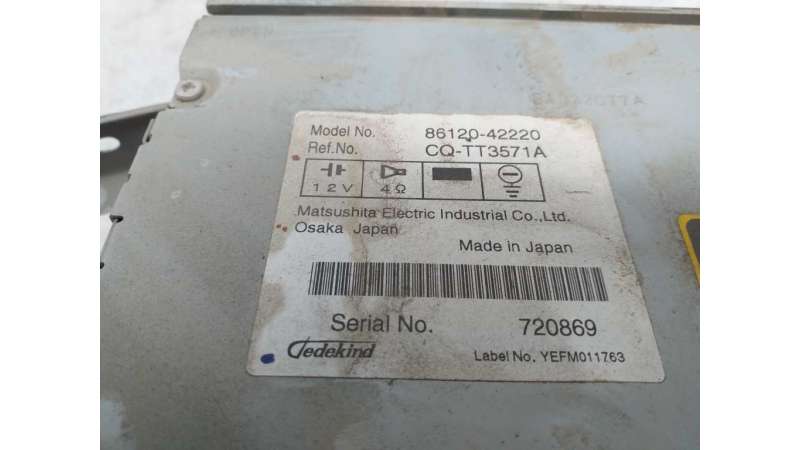 Model No. 86120-42220
Ref.No. CQ-TT3571A
12V 4Ω
Matsushita Electric Industrial Co.,Ltd.
Osaka Japan
Made in Japan
Serial No. 720869
Gedekind Label No. YEFM011763